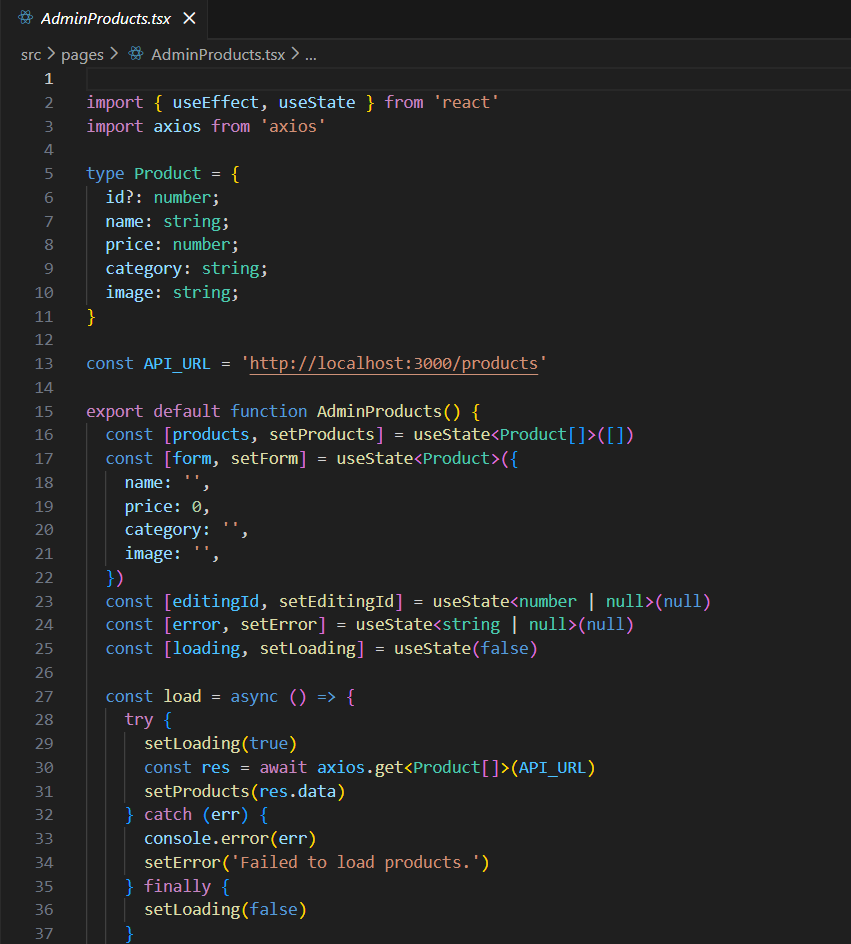 AdminProducts.tsx ×
src > pages > AdminProducts.tsx > ...
1
2 import { useEffect, useState } from 'react'
3 import axios from 'axios'
4
5 type Product = {
6   id?: number;
7   name: string;
8   price: number;
9   category: string;
10   image: string;
11 }
12
13 const API_URL = 'http://localhost:3000/products'
14
15 export default function AdminProducts() {
16   const [products, setProducts] = useState<Product[]>([])
17   const [form, setForm] = useState<Product>({
18     name: '',
19     price: 0,
20     category: '',
21     image: '',
22   })
23   const [editingId, setEditingId] = useState<number | null>(null)
24   const [error, setError] = useState<string | null>(null)
25   const [loading, setLoading] = useState(false)
26
27   const load = async () => {
28     try {
29       setLoading(true)
30       const res = await axios.get<Product[]>(API_URL)
31       setProducts(res.data)
32     } catch (err) {
33       console.error(err)
34       setError('Failed to load products.')
35     } finally {
36       setLoading(false)
37     }